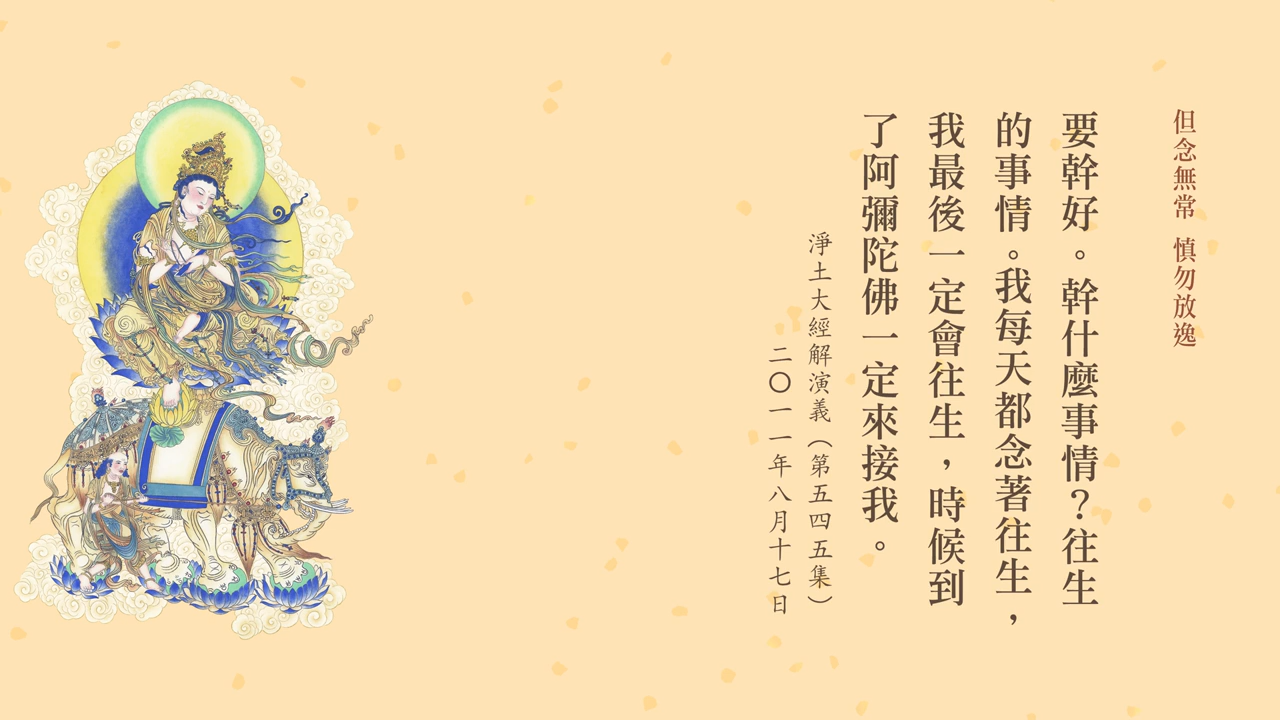 但念無常 慎勿放逸
要幹好。幹什麼事情？往生
的事情。我每天都念著往生，
我最後一定會往生，時候到
了阿彌陀佛一定來接我。
淨土大經解演義（第五四五集）
二〇一一年八月十七日